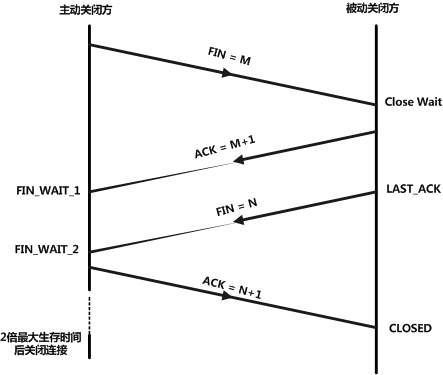 主动关闭方
被动关闭方
FIN = M
Close Wait
ACK = M+1
FIN_WAIT_1
LAST_ACK
FIN = N
FIN_WAIT_2
ACK = N+1
CLOSED
2倍最大生存时间
后关闭连接